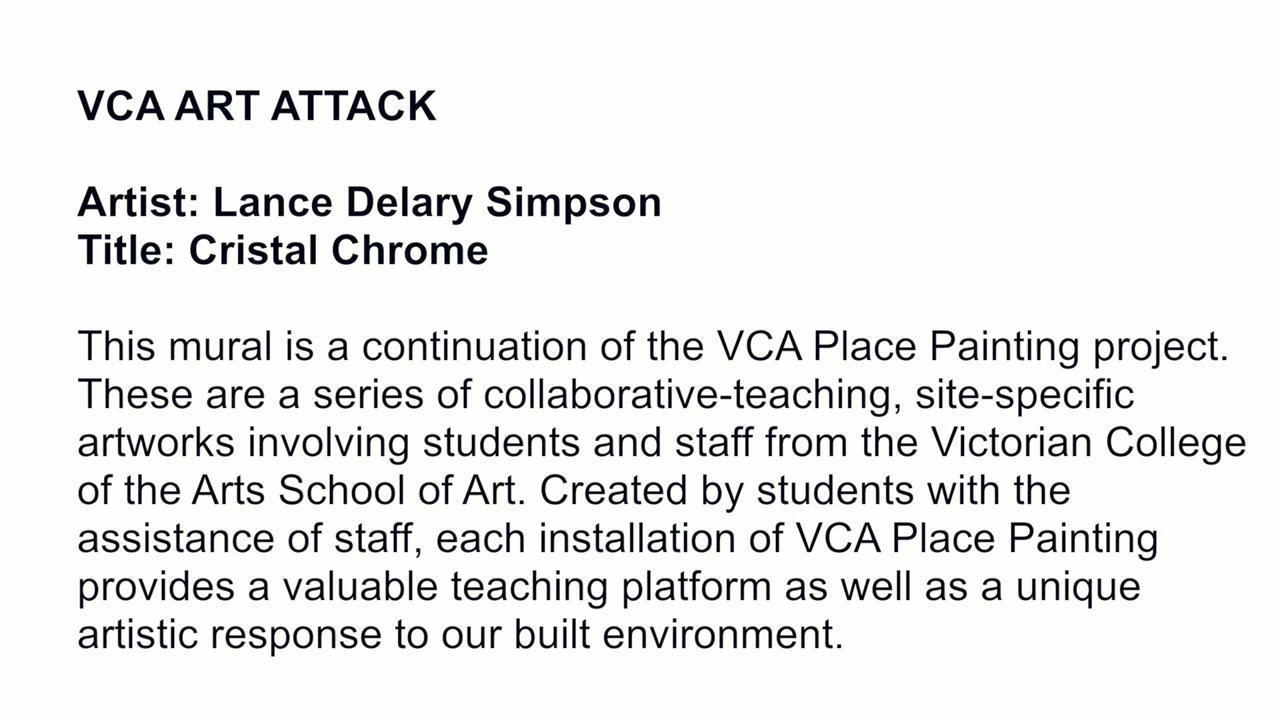 VCA ART ATTACK
Artist: Lance Delary Simpson
Title: Cristal Chrome
This mural is a continuation of the VCA Place Painting project.
These are a series of collaborative-teaching, site-specific
artworks involving students and staff from the Victorian College
of the Arts School of Art. Created by students with the
assistance of staff, each installation of VCA Place Painting
provides a valuable teaching platform as well as a unique
artistic response to our built environment.